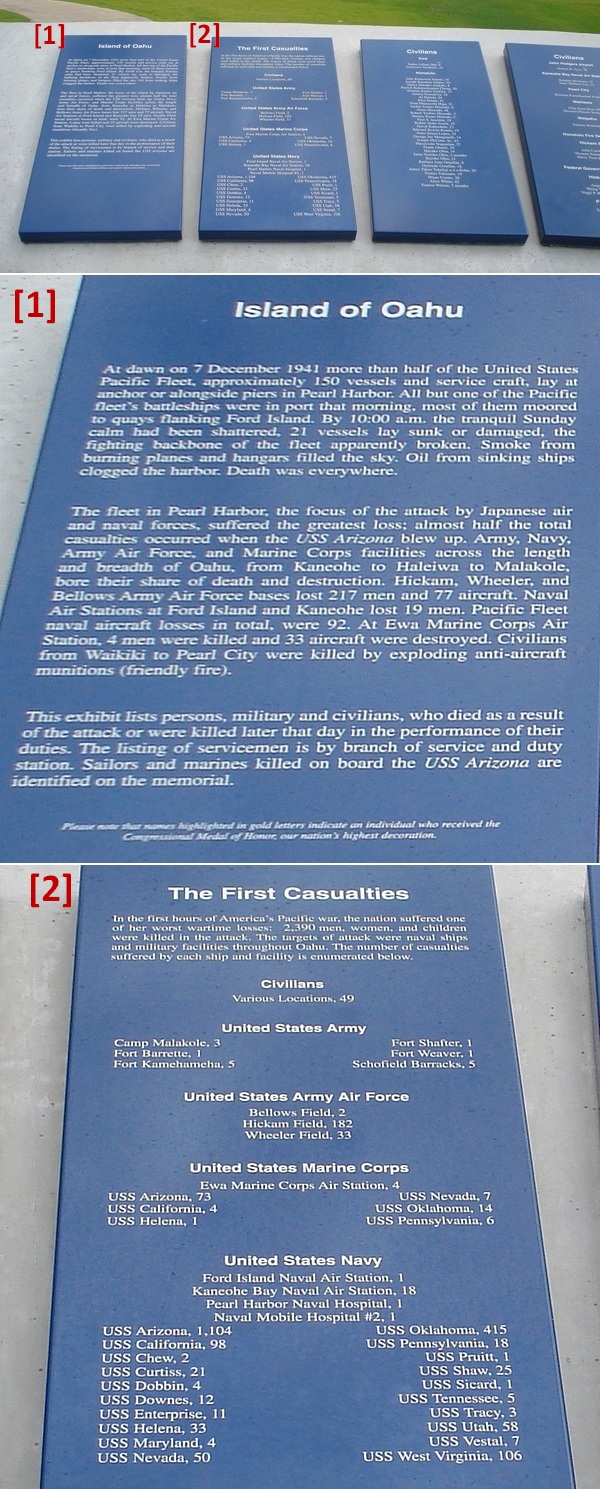 [1]
[2]
Island of Oahu
The First Casualties
Civilians
Civilians
[1]
Island of Oahu
At dawn on 7 December 1941 more than half of the United States
Pacific Fleet, approximately 150 vessels and service craft, lay at
anchor or alongside piers in Pearl Harbor. All but one of the Pacific
fleet's battleships were in port that morning, most of them moored
to quays flanking Ford Island. By 10:00 a.m. the tranquil Sunday
calm had been shattered, 21 vessels lay sunk or damaged, the
fighting backbone of the fleet apparently broken. Smoke from
burning planes and hangars filled the sky. Oil from sinking ships
clogged the harbor. Death was everywhere.
The fleet in Pearl Harbor, the focus of the attack by Japanese air
and naval forces, suffered the greatest loss; almost half the total
casualties occurred when the USS Arizona blew up. Army, Navy,
Army Air Force, and Marine Corps facilities across the length
and breadth of Oahu, from Kaneohe to Haleiwa to Malakole,
bore their share of death and destruction. Hickam, Wheeler, and
Bellows Army Air Force bases lost 217 men and 77 aircraft. Naval
Air Stations at Ford Island and Kaneohe lost 19 men. Pacific Fleet
naval aircraft losses in total, were 92. At Ewa Marine Corps Air
Station, 4 men were killed and 33 aircraft were destroyed. Civilians
from Waikiki to Pearl City were killed by exploding anti-aircraft
munitions (friendly fire).
This exhibit lists persons, military and civilians, who died as a result
of the attack or were killed later that day in the performance of their
duties. The listing of servicemen is by branch of service and duty
station. Sailors and marines killed on board the USS Arizona are
identified on the memorial.
Please note that names highlighted in gold letters indicate an individual who received the
Congressional Medal of Honor, our nation's highest decoration.
[2]
The First Casualties
In the first hours of America's Pacific war, the nation suffered one
of her worst wartime losses: 2,390 men, women, and children
were killed in the attack. The targets of attack were naval ships
and military facilities throughout Oahu. The number of casualties
suffered by each ship and facility is enumerated below.
Civilians
Various Locations, 49
United States Army
Camp Malakole, 3 Fort Shafter, 1
Fort Barrette, 1 Fort Weaver, 1
Fort Kamehameha, 5 Schofield Barracks, 5
United States Army Air Force
Bellows Field, 2
Hickam Field, 182
Wheeler Field, 33
United States Marine Corps
Ewa Marine Corps Air Station, 4
USS Arizona, 73 USS Nevada, 7
USS California, 4 USS Oklahoma, 14
USS Helena, 1 USS Pennsylvania, 6
United States Navy
Ford Island Naval Air Station, 1
Kaneohe Bay Naval Air Station, 18
Pearl Harbor Naval Hospital, 1
Naval Mobile Hospital #2, 1
USS Arizona, 1,104 USS Oklahoma, 415
USS California, 98 USS Pennsylvania, 18
USS Chew, 2 USS Pruitt, 1
USS Curtiss, 21 USS Shaw, 25
USS Dobbin, 4 USS Sicard, 1
USS Downes, 12 USS Tennessee, 5
USS Enterprise, 11 USS Tracy, 3
USS Helena, 33 USS Utah, 58
USS Maryland, 4 USS Vestal, 7
USS Nevada, 50 USS West Virginia, 106